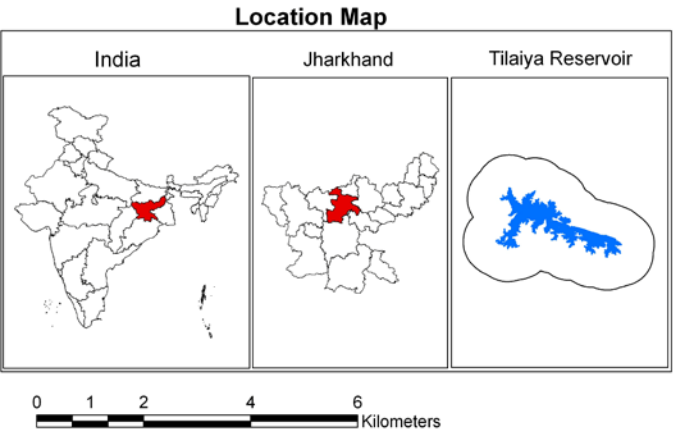 Location Map
India
Jharkhand
Tilaiya Reservoir
0 1 2 4 6
Kilometers